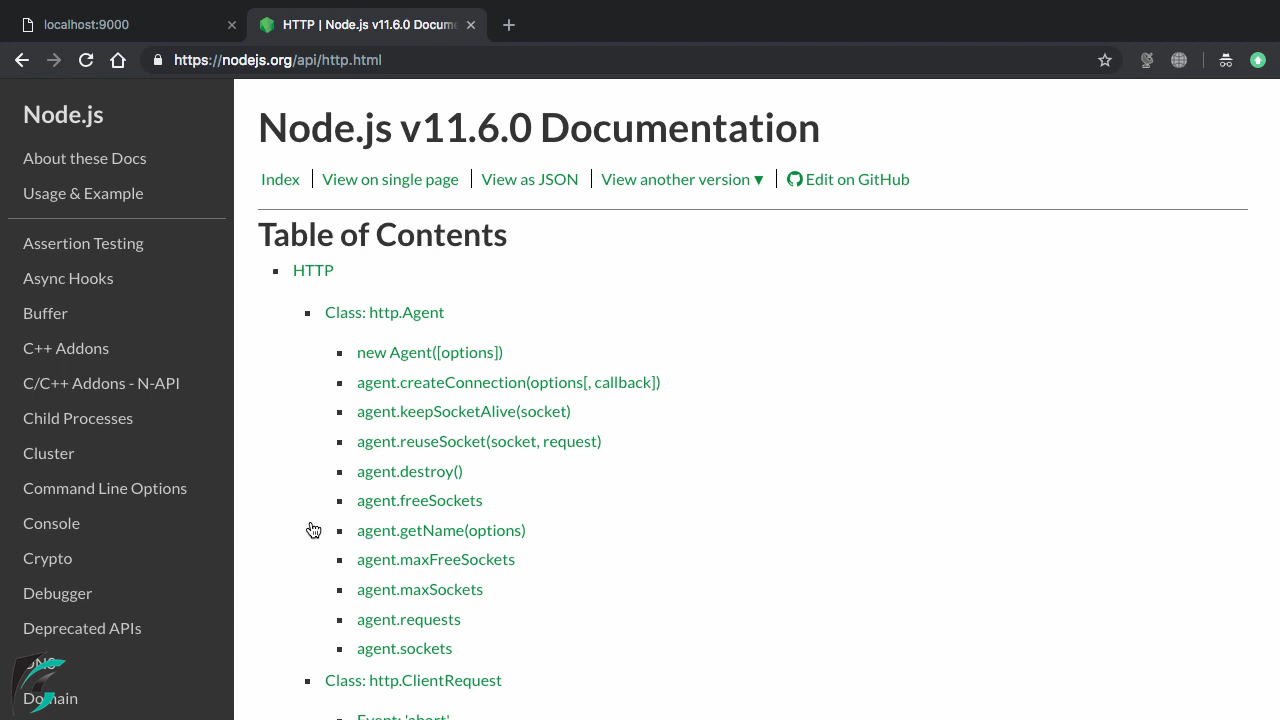 localhost:9000
HTTP | Node.js v11.6.0 Docum
https://nodejs.org/api/http.html
Node.js
About these Docs
Usage & Example
Assertion Testing
Async Hooks
Buffer
C++ Addons
C/C++ Addons - N-API
Child Processes
Cluster
Command Line Options
Console
Crypto
Debugger
Deprecated APIs
DNS
Domain
Node.js v11.6.0 Documentation
Index
View on single page
View as JSON
View another version ▼
Edit on GitHub
Table of Contents
HTTP
Class: http.Agent
new Agent([options])
agent.createConnection(options[, callback])
agent.keepSocketAlive(socket)
agent.reuseSocket(socket, request)
agent.destroy()
agent.freeSockets
agent.getName(options)
agent.maxFreeSockets
agent.maxSockets
agent.requests
agent.sockets
Class: http.ClientRequest
Event: 'abort'